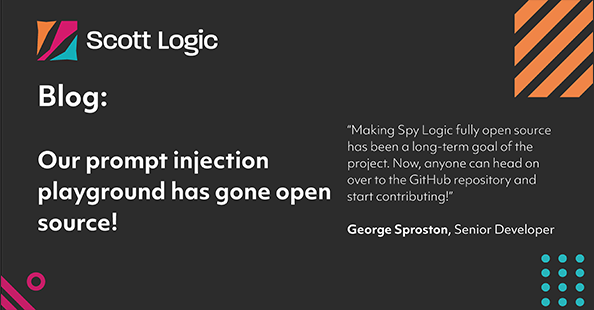 Scott Logic
Blog:
Our prompt injection
playground has gone open
source!
"Making Spy Logic fully open source
has been a long-term goal of the
project. Now, anyone can head on
over to the GitHub repository and
start contributing!"
George Sproston, Senior Developer